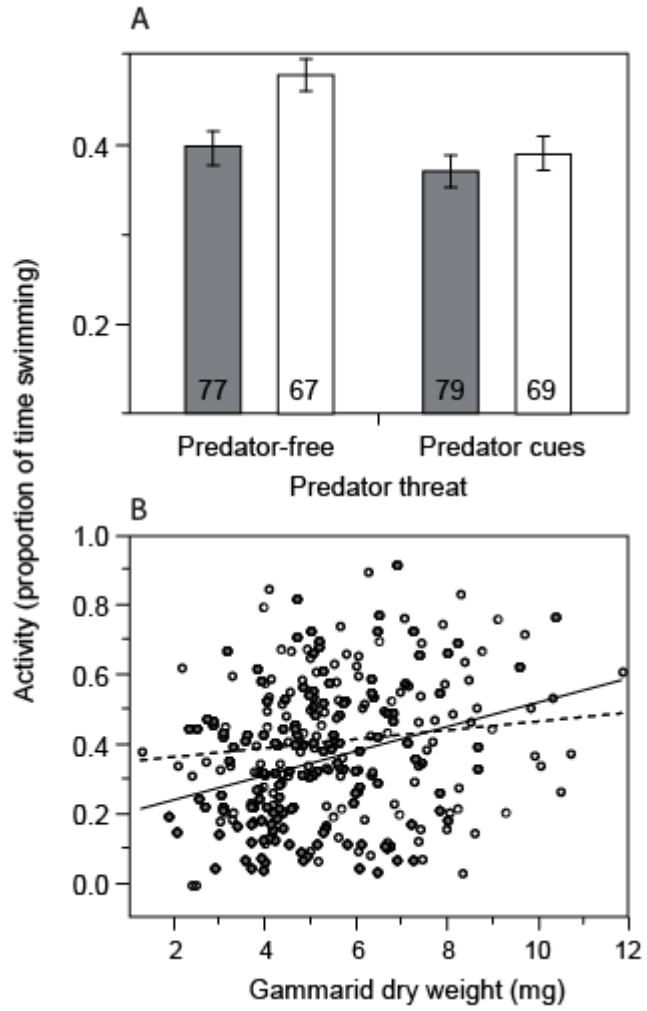 A
0.4
0.2
77 67 79 69
Predator-free Predator cues
Predator threat
Activity (proportion of time swimming)
B
1.0
0.8
0.6
0.4
0.2
0.0
2 4 6 8 10 12
Gammarid dry weight (mg)